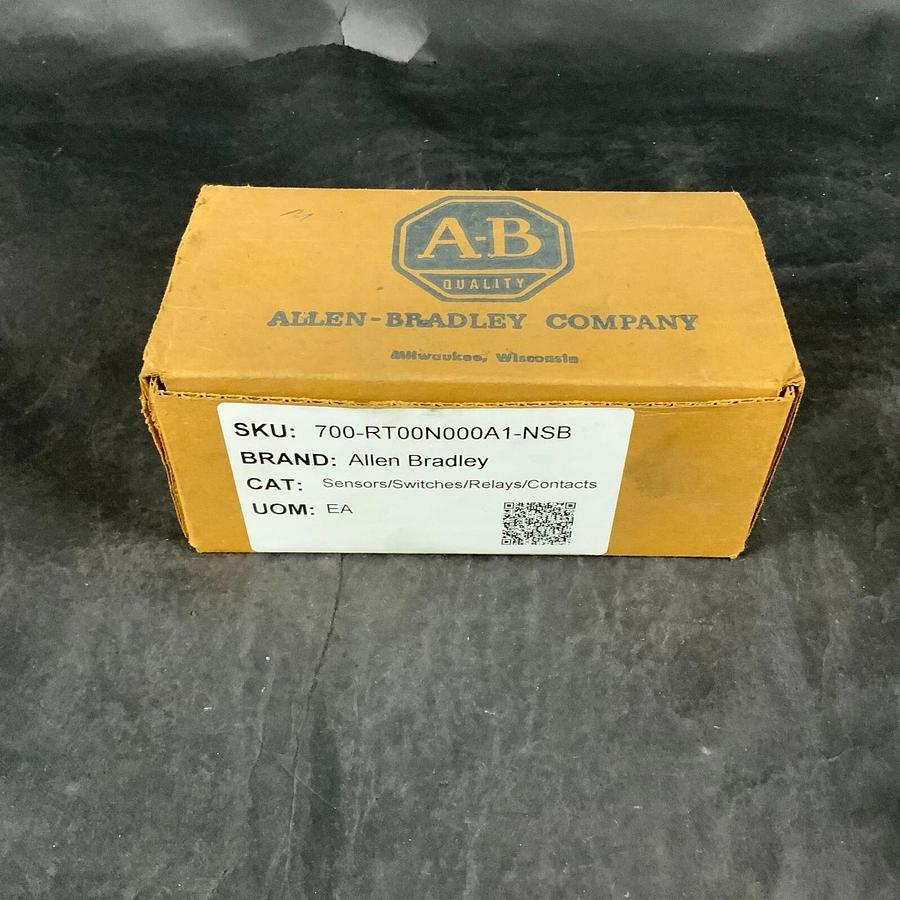 A-B
QUALITY
ALLEN-BRADLEY COMPANY
Milwaukee, Wisconsin
SKU: 700-RT00N000A1-NSB
BRAND: Allen Bradley
CAT: Sensors/Switches/Relays/Contacts
UOM: EA